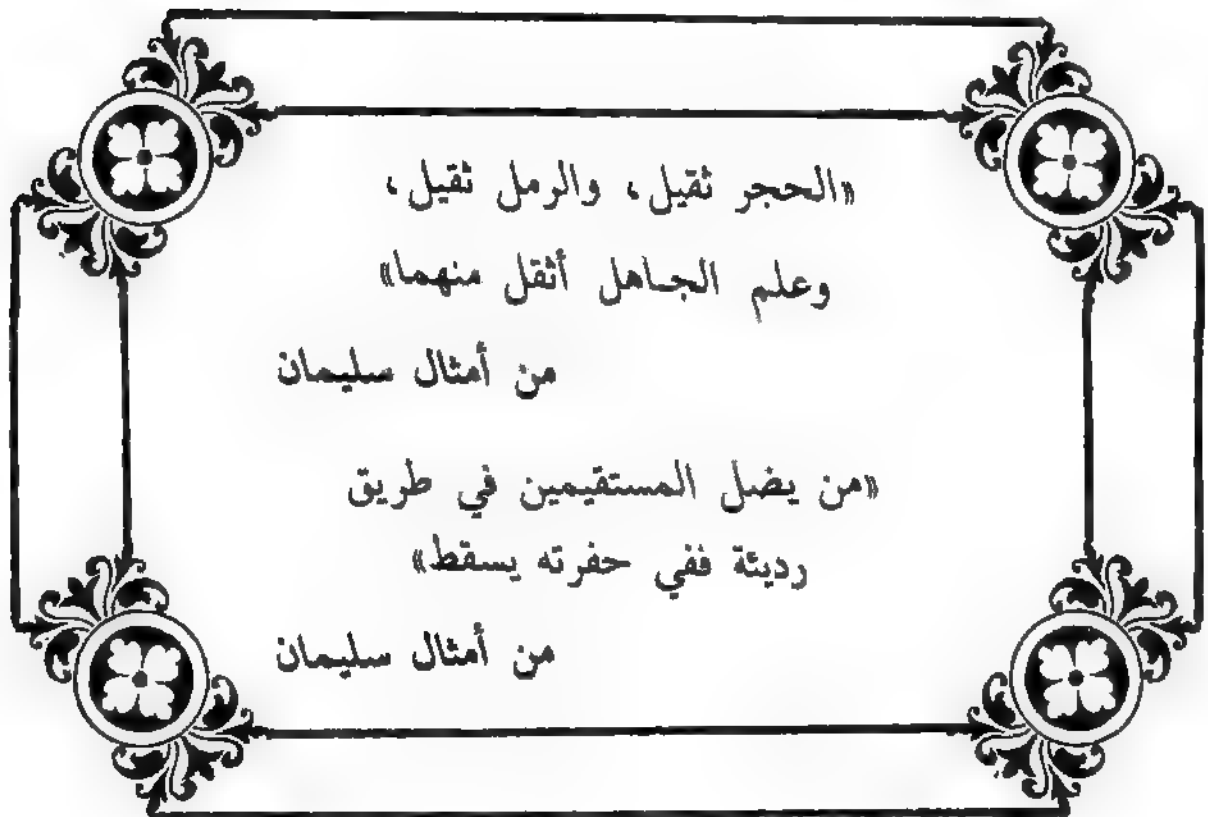 «الحجر ثقيل، والرمل ثقيل،
وعلم الجاهل أثقل منهما»
من أمثال سليمان
«من يضل المستقيمين في طريق
رديئة ففي حفرته يسقط»
من أمثال سليمان